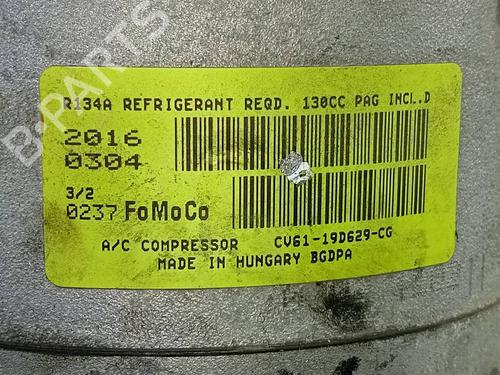 B-PARTS
R134A REFRIGERANT REQD. 130CC PAG INCL.D
2016
0304
3/2
0237 FoMoCo
A/C COMPRESSOR CV61-19D629-CG
MADE IN HUNGARY BGDPA